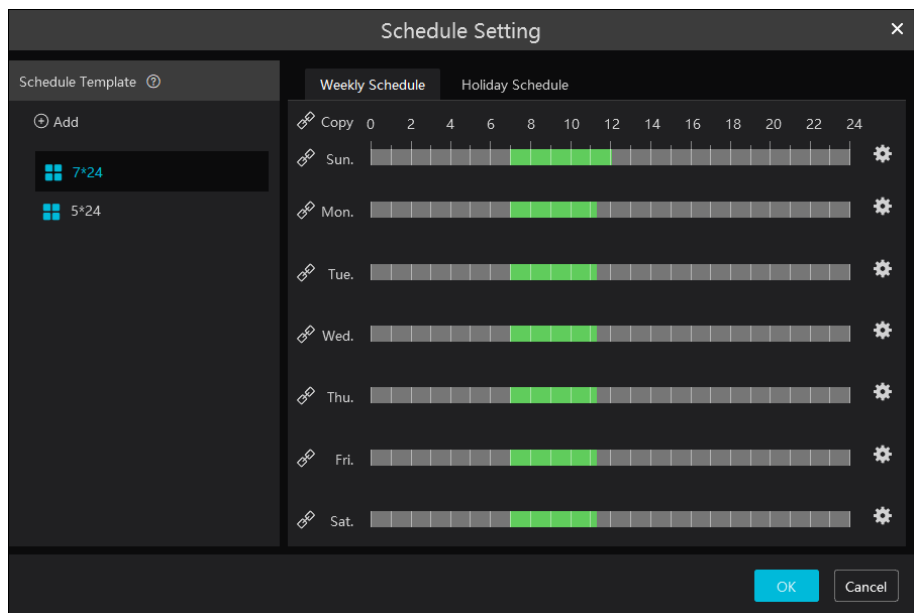 Schedule Setting
Schedule Template
Weekly Schedule Holiday Schedule
Add
Copy 0 2 4 6 8 10 12 14 16 18 20 22 24
Sun.
7*24
5*24
Mon.
Tue.
Wed.
Thu.
Fri.
Sat.
OK Cancel